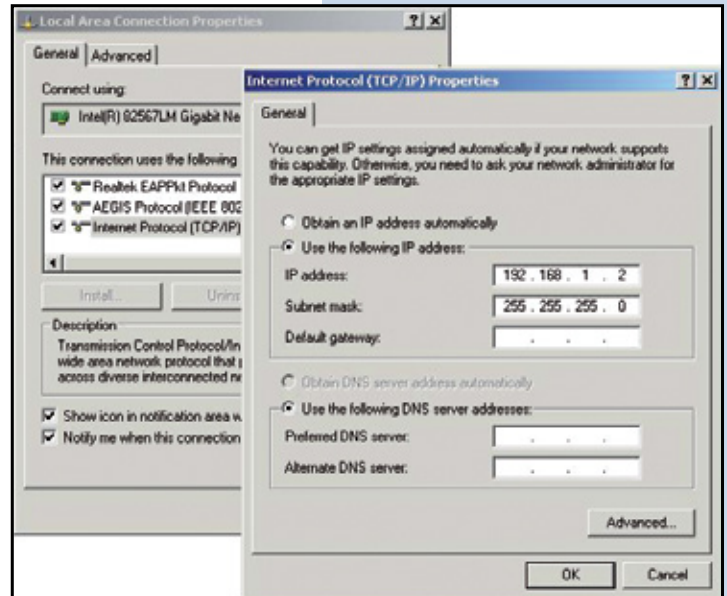 Local Area Connection Properties
General Advanced
Connect using:
Intel(R) 82567LM Gigabit Ne
This connection uses the following
Realtek EAPPkt Protocol
AEGIS Protocol (IEEE 802
Internet Protocol (TCP/IP)
Install... Unins
Description
Transmission Control Protocol/In
wide area network protocol that p
across diverse interconnected ne
Show icon in notification area w
Notify me when this connection
Internet Protocol (TCP/IP) Properties
General
You can get IP settings assigned automatically if your network supports
this capability. Otherwise, you need to ask your network administrator for
the appropriate IP settings.
Obtain an IP address automatically
Use the following IP address:
IP address: 192 . 168 . 1 . 2
Subnet mask: 255 . 255 . 255 . 0
Default gateway: . . .
Obtain DNS server address automatically
Use the following DNS server addresses:
Preferred DNS server: . . .
Alternate DNS server: . . .
Advanced...
OK Cancel